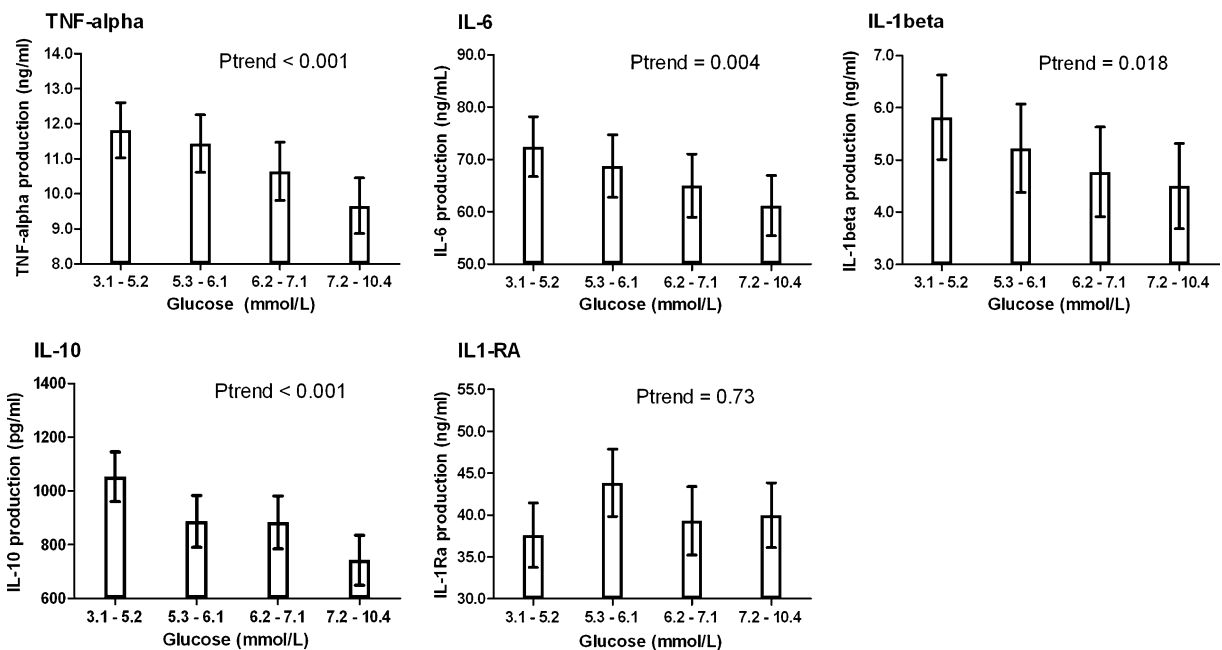 TNF-alpha
Ptrend < 0.001
TNF-alpha production (ng/ml)
14.0
13.0
12.0
11.0
10.0
9.0
8.0
3.1 - 5.2 5.3 - 6.1 6.2 - 7.1 7.2 - 10.4
Glucose (mmol/L)
IL-6
Ptrend = 0.004
IL-6 production (ng/mL)
90.0
80.0
70.0
60.0
50.0
3.1 - 5.2 5.3 - 6.1 6.2 - 7.1 7.2 - 10.4
Glucose (mmol/L)
IL-1beta
Ptrend = 0.018
IL-1beta production (ng/ml)
7.0
6.0
5.0
4.0
3.0
3.1 - 5.2 5.3 - 6.1 6.2 - 7.1 7.2 - 10.4
Glucose (mmol/L)
IL-10
Ptrend < 0.001
IL-10 production (pg/ml)
1400
1200
1000
800
600
3.1 - 5.2 5.3 - 6.1 6.2 - 7.1 7.2 - 10.4
Glucose (mmol/L)
IL1-RA
Ptrend = 0.73
IL-1Ra production (ng/ml)
55.0
50.0
45.0
40.0
35.0
30.0
3.1 - 5.2 5.3 - 6.1 6.2 - 7.1 7.2 - 10.4
Glucose (mmol/L)